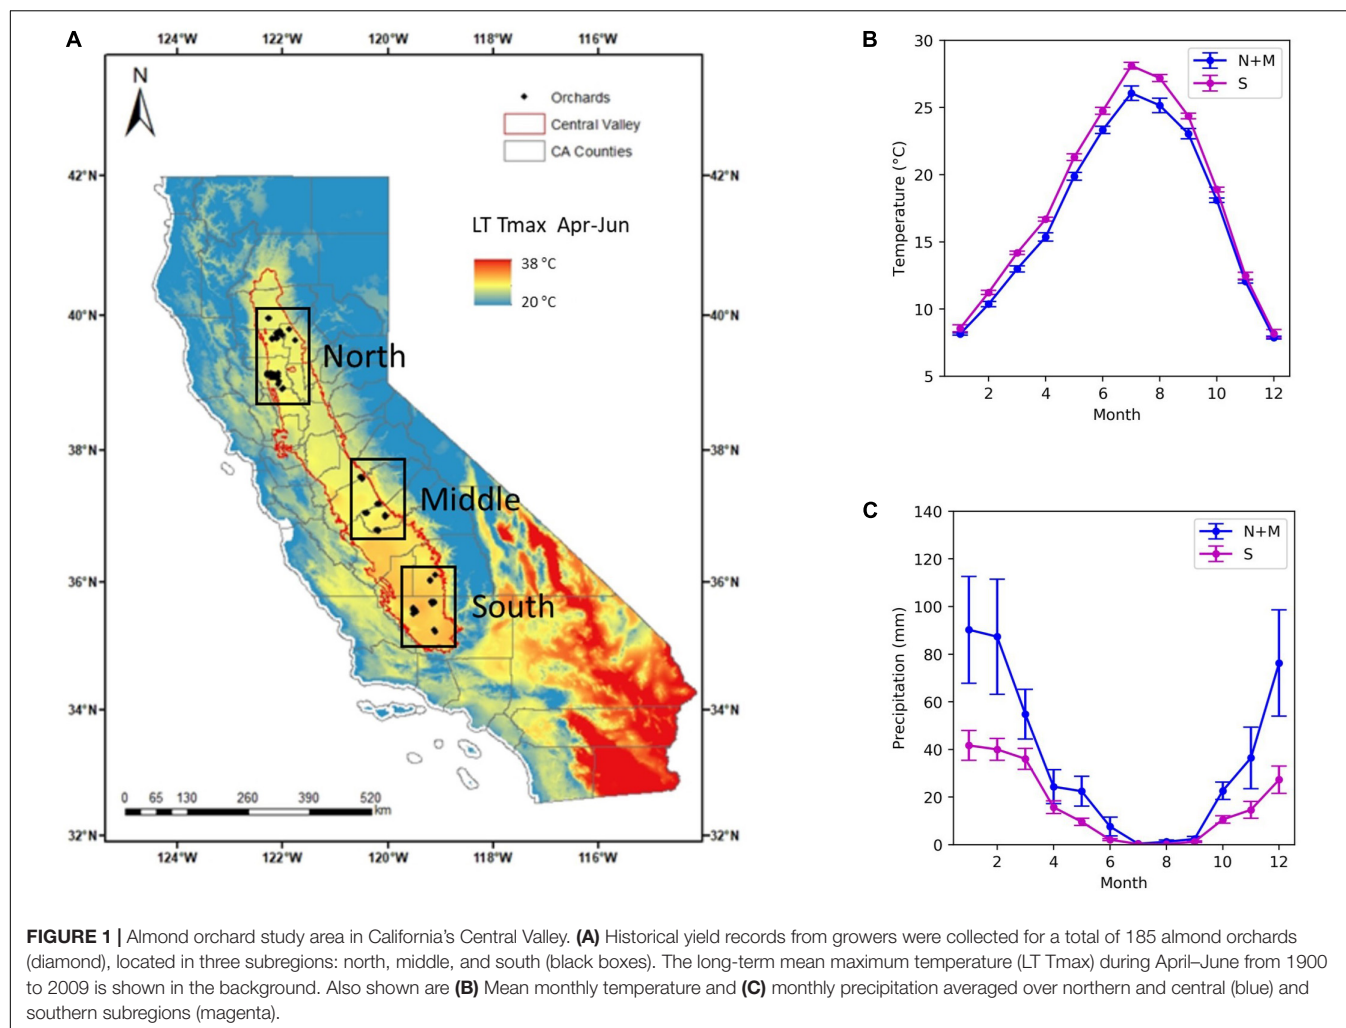 A
124°W 122°W 120°W 118°W 116°W
N
Orchards
Central Valley
CA Counties
42°N 42°N
LT Tmax Apr-Jun
38 °C
20 °C
40°N 40°N
North
38°N 38°N
Middle
36°N 36°N
South
34°N 34°N
0 65 130 260 390 520
km
32°N 32°N
124°W 122°W 120°W 118°W 116°W
B
30
25
20
15
10
5
Temperature (°C)
N+M
S
2 4 6 8 10 12
Month
C
140
120
100
80
60
40
20
0
Precipitation (mm)
N+M
S
2 4 6 8 10 12
Month
FIGURE 1 | Almond orchard study area in California's Central Valley. (A) Historical yield records from growers were collected for a total of 185 almond orchards
(diamond), located in three subregions: north, middle, and south (black boxes). The long-term mean maximum temperature (LT Tmax) during April–June from 1900
to 2009 is shown in the background. Also shown are (B) Mean monthly temperature and (C) monthly precipitation averaged over northern and central (blue) and
southern subregions (magenta).